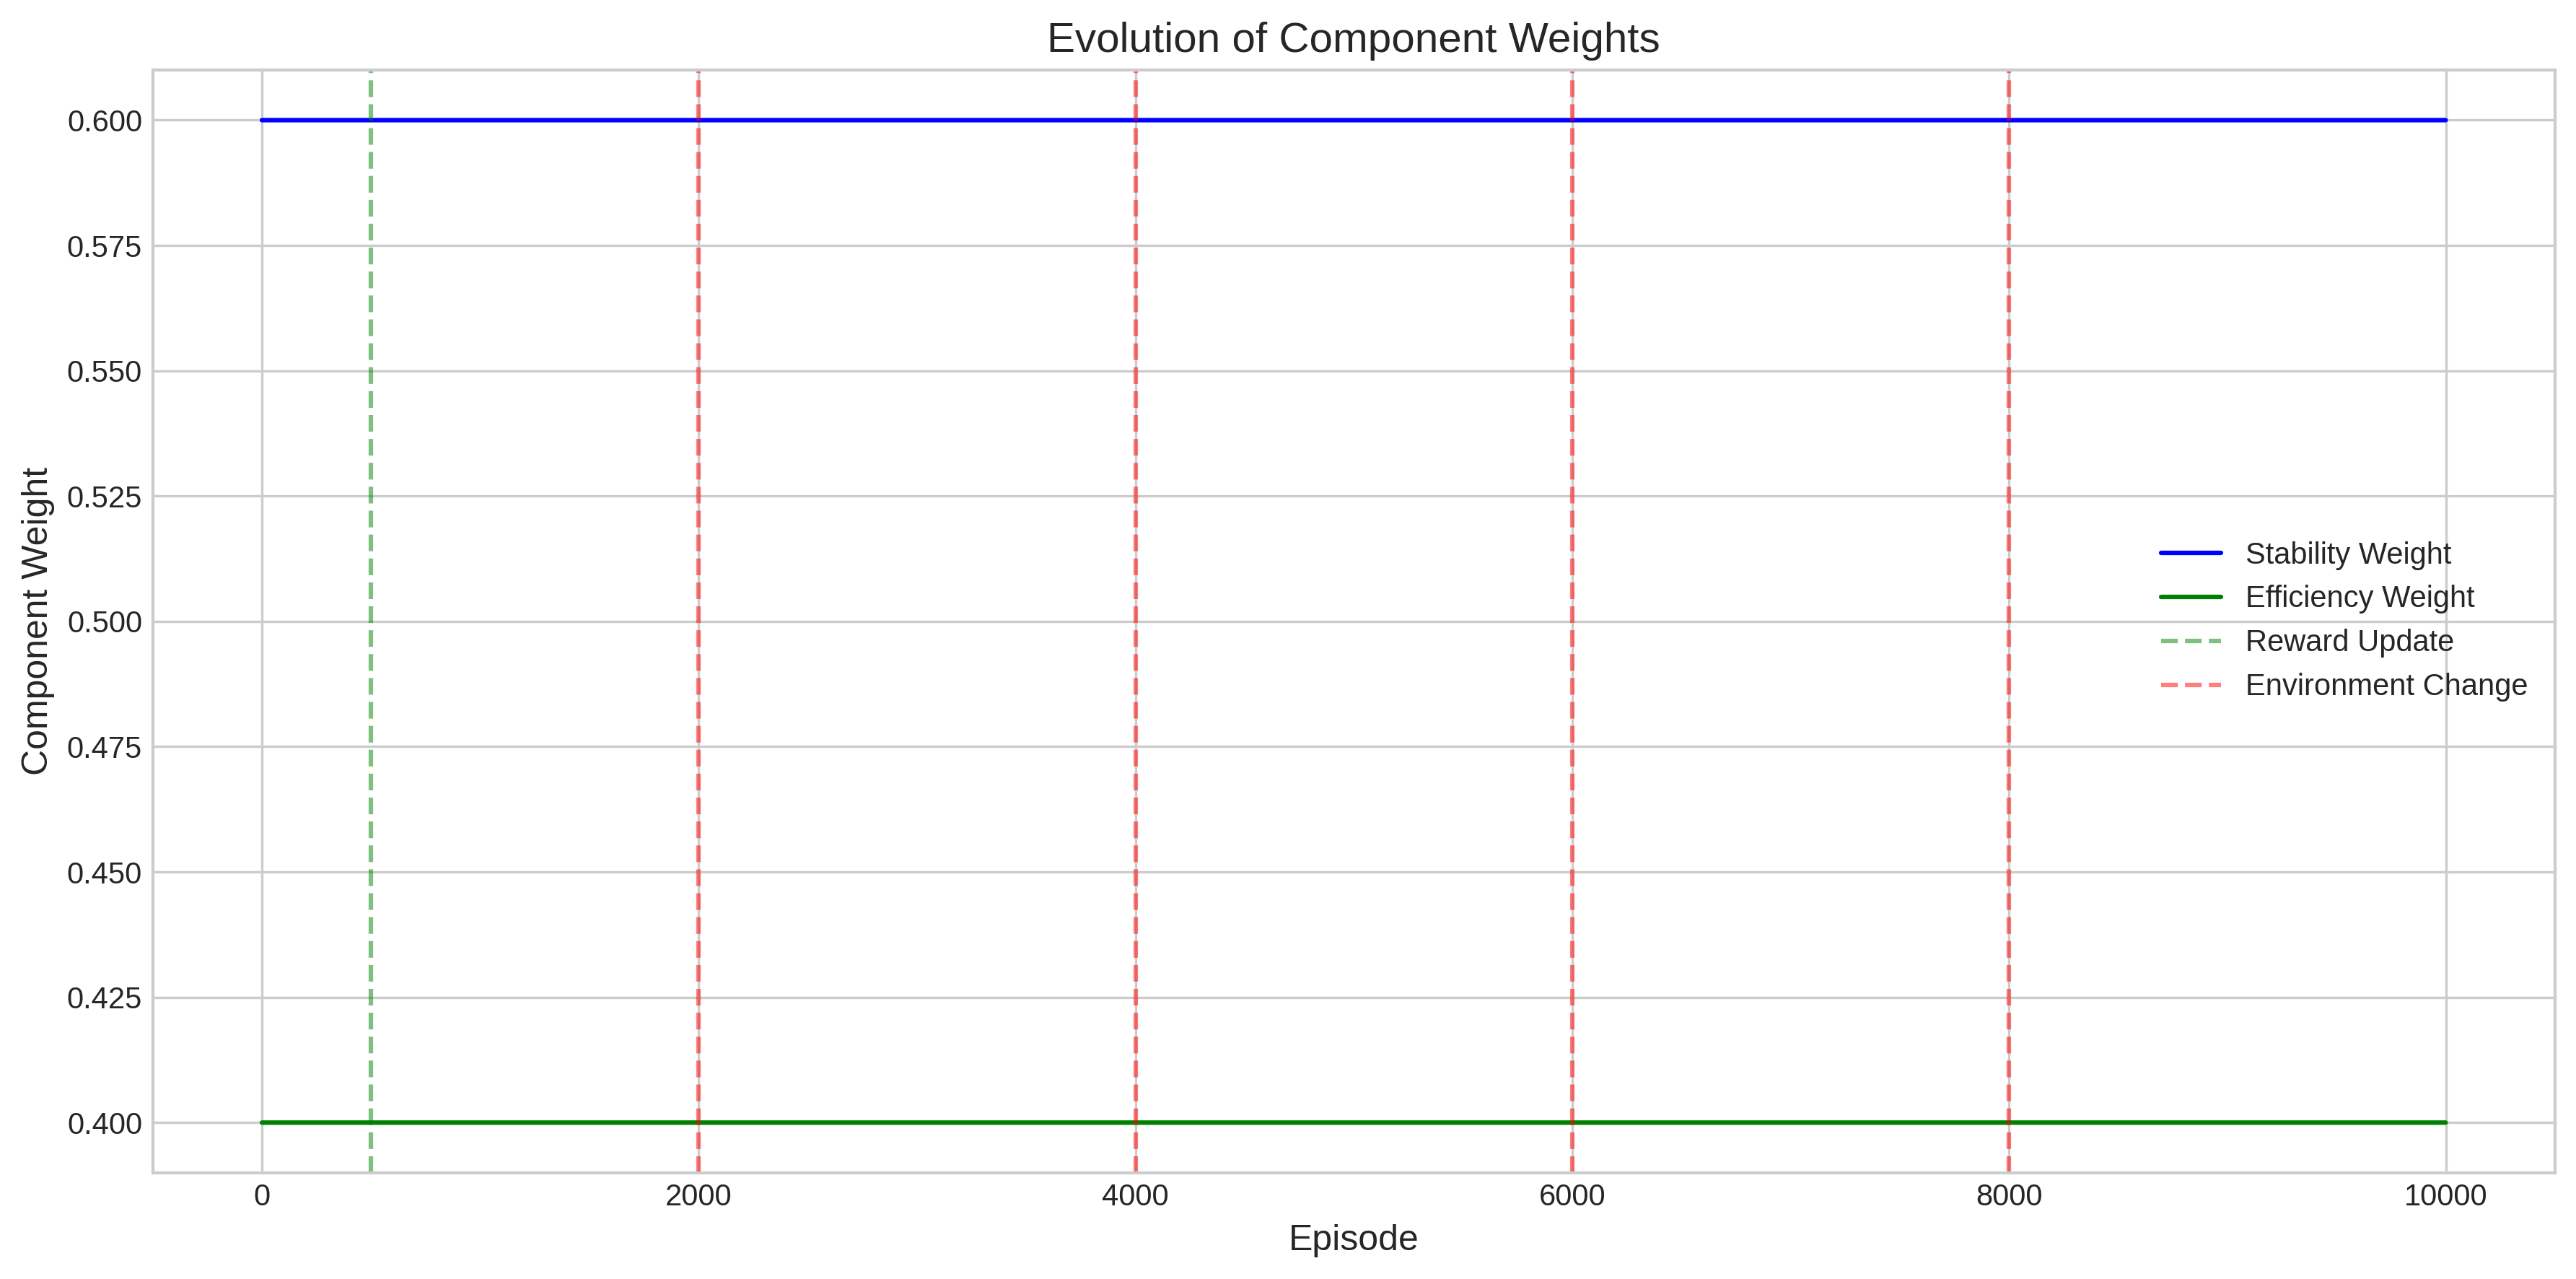 Evolution of Component Weights
0.600
0.575
0.550
0.525
0.500
0.475
0.450
0.425
0.400
Component Weight
Stability Weight
Efficiency Weight
Reward Update
Environment Change
0 2000 4000 6000 8000 10000
Episode